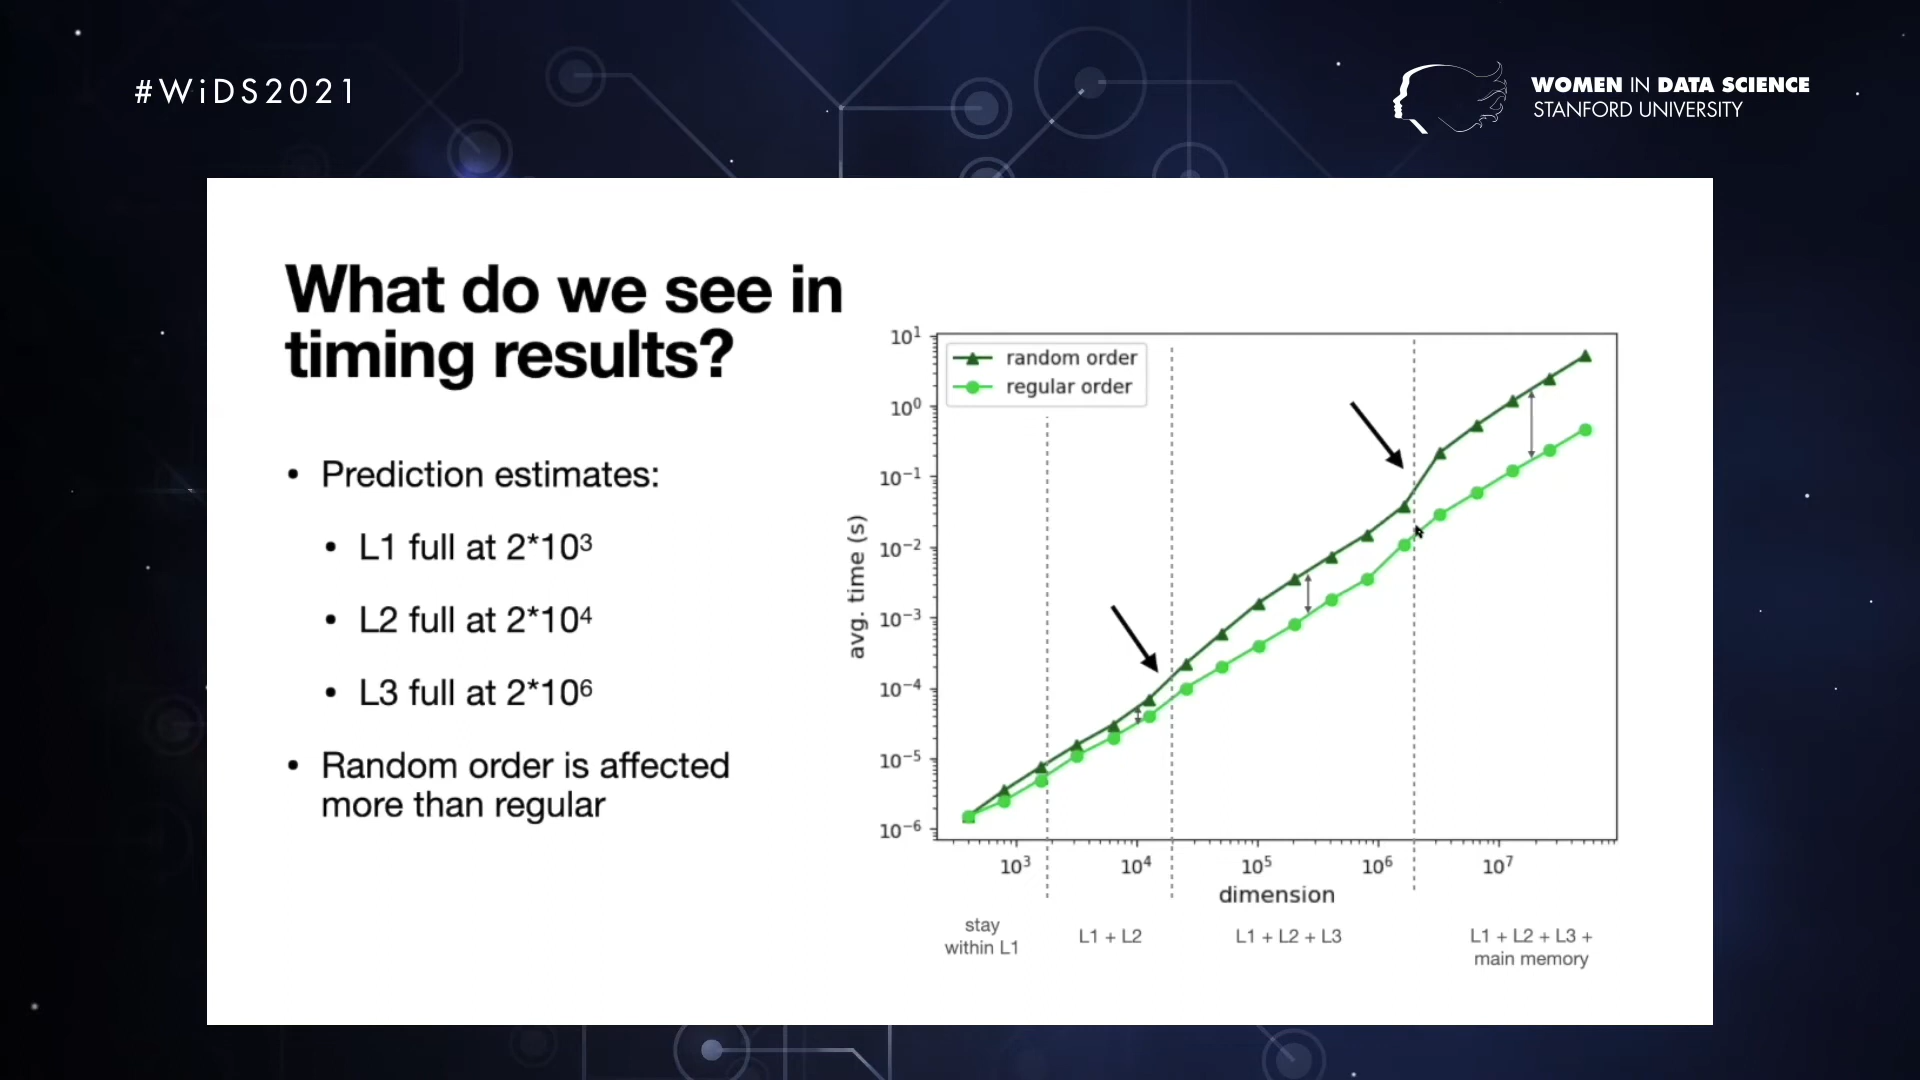 #WiDS2021
WOMEN IN DATA SCIENCE
STANFORD UNIVERSITY
What do we see in
timing results?
• Prediction estimates:
• L1 full at 2*10³
• L2 full at 2*10⁴
• L3 full at 2*10⁶
• Random order is affected
more than regular
random order
regular order
avg. time (s)
10¹
10⁰
10⁻¹
10⁻²
10⁻³
10⁻⁴
10⁻⁵
10⁻⁶
10³ 10⁴ 10⁵ 10⁶ 10⁷
dimension
stay
within L1
L1 + L2
L1 + L2 + L3
L1 + L2 + L3 +
main memory